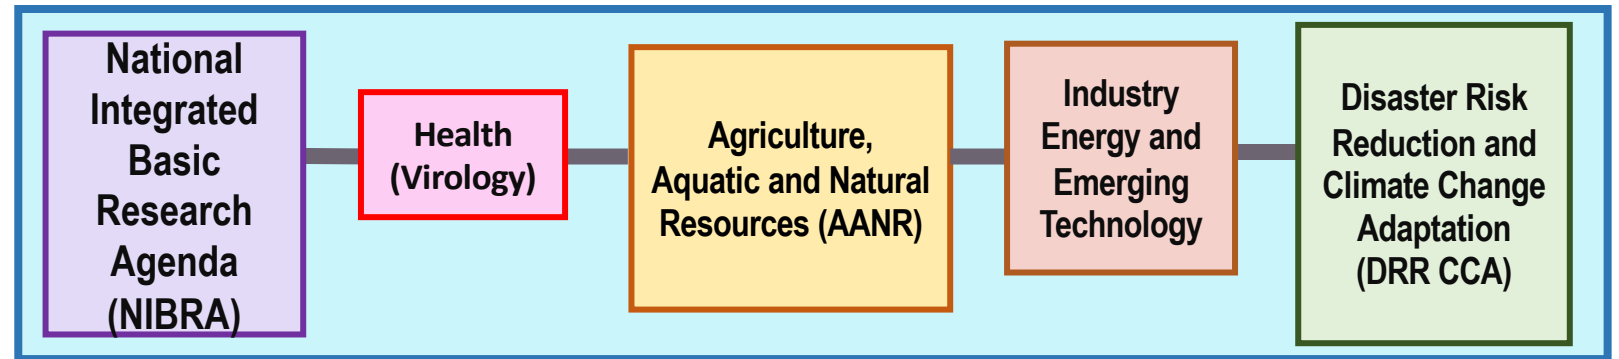 National
Integrated
Basic
Research
Agenda
(NIBRA)
Health
(Virology)
Agriculture,
Aquatic and Natural
Resources (AANR)
Industry
Energy and
Emerging
Technology
Disaster Risk
Reduction and
Climate Change
Adaptation
(DRR CCA)